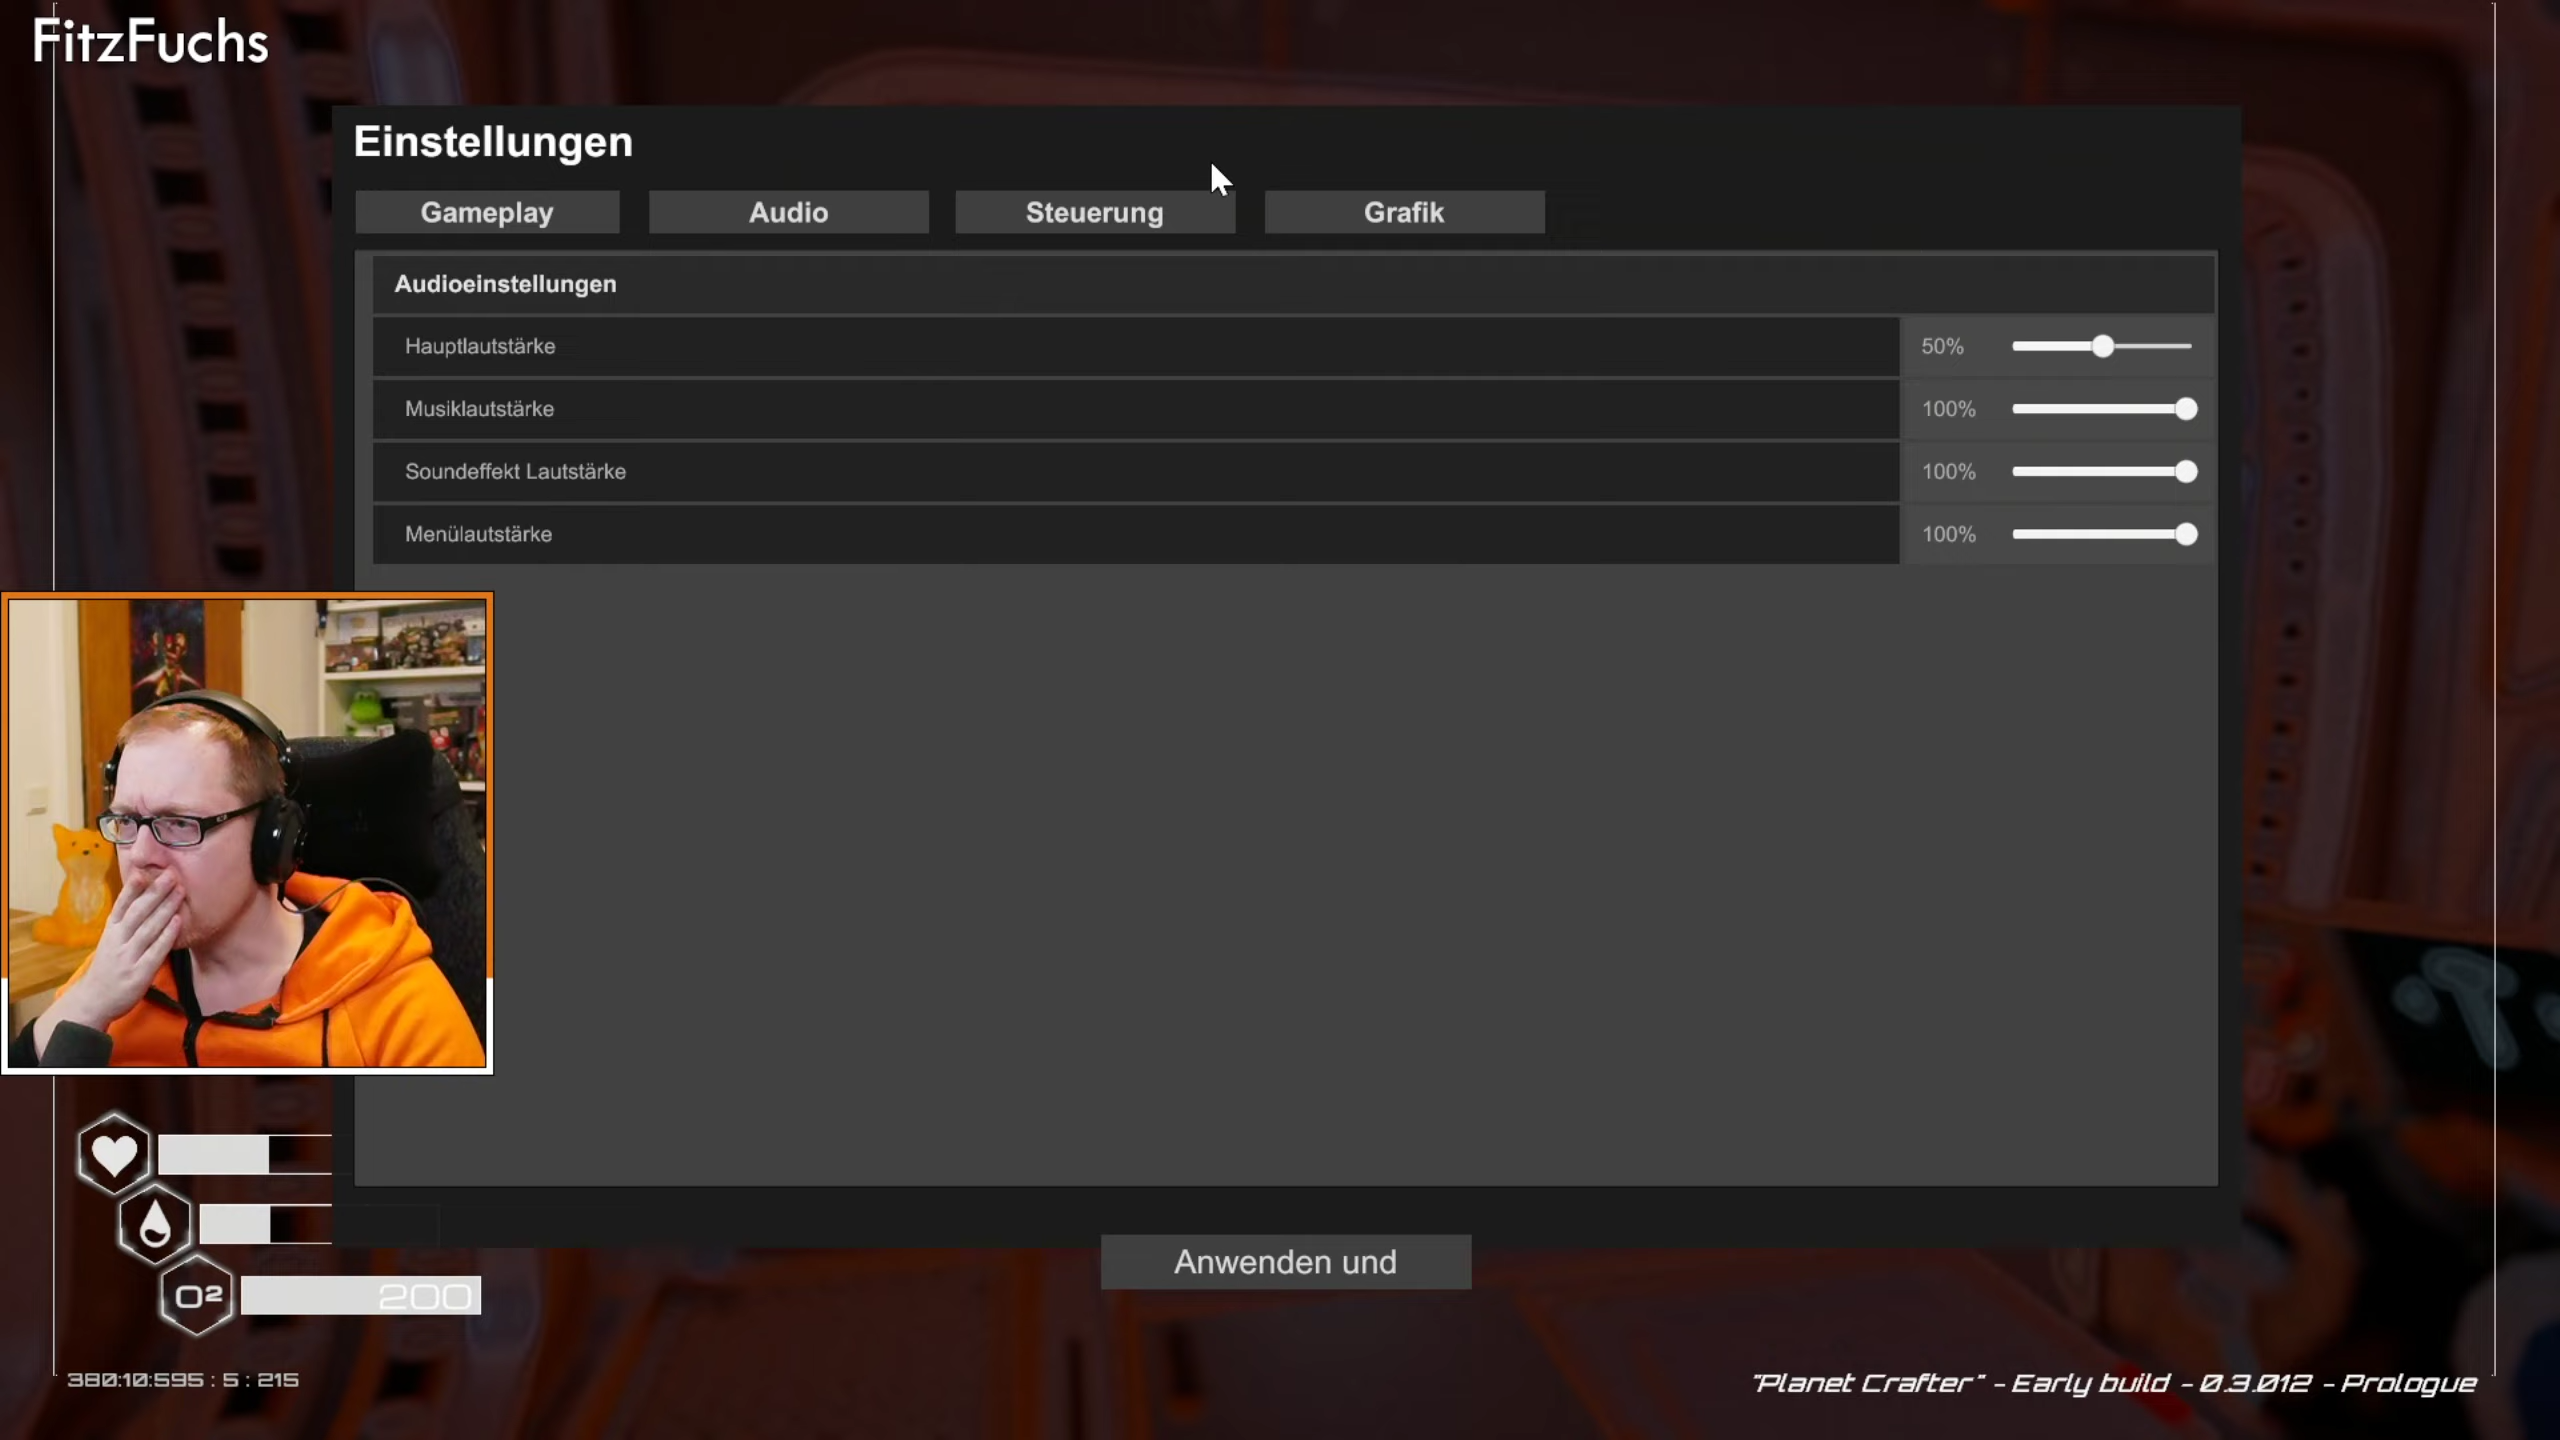 FitzFuchs
Einstellungen
Gameplay
Audio
Steuerung
Grafik
Audioeinstellungen
Hauptlautstärke
50%
Musiklautstärke
100%
Soundeffekt Lautstärke
100%
Menülautstärke
100%
O²
200
Anwenden und
380:10:595 : 5 : 215
"Planet Crafter" - Early build - 0.3.012 - Prologue